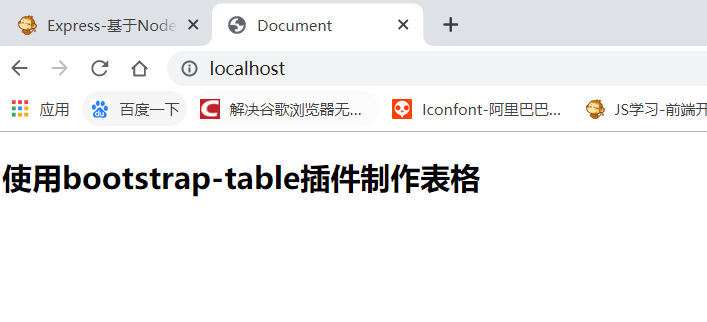 Express-基于Node
Document
localhost
应用
百度一下
解决谷歌浏览器无...
Iconfont-阿里巴巴...
JS学习-前端开
使用bootstrap-table插件制作表格